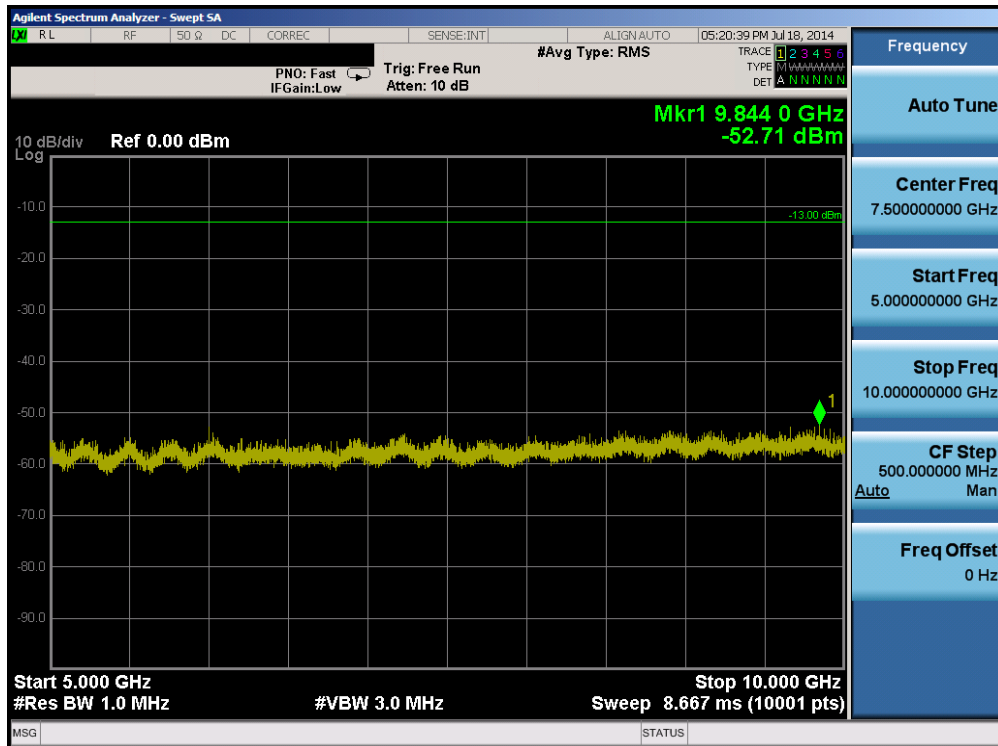 Agilent Spectrum Analyzer - Swept SA
LXI RL RF 50 Ω DC CORREC SENSE:INT ALIGN AUTO 05:20:39 PM Jul 18, 2014
#Avg Type: RMS
TRACE 1 2 3 4 5 6
PNO: Fast Trig: Free Run
TYPE M WWWWW
IFGain:Low Atten: 10 dB
DET A N N N N N
Mkr1 9.844 0 GHz
-52.71 dBm
10 dB/div Ref 0.00 dBm
Log
-10.0
-13.00 dBm
-20.0
-30.0
-40.0
-50.0
1
-60.0
-70.0
-80.0
-90.0
Start 5.000 GHz Stop 10.000 GHz
#Res BW 1.0 MHz #VBW 3.0 MHz Sweep 8.667 ms (10001 pts)
MSG STATUS
Frequency
Auto Tune
Center Freq
7.500000000 GHz
Start Freq
5.000000000 GHz
Stop Freq
10.000000000 GHz
CF Step
500.000000 MHz
Auto Man
Freq Offset
0 Hz